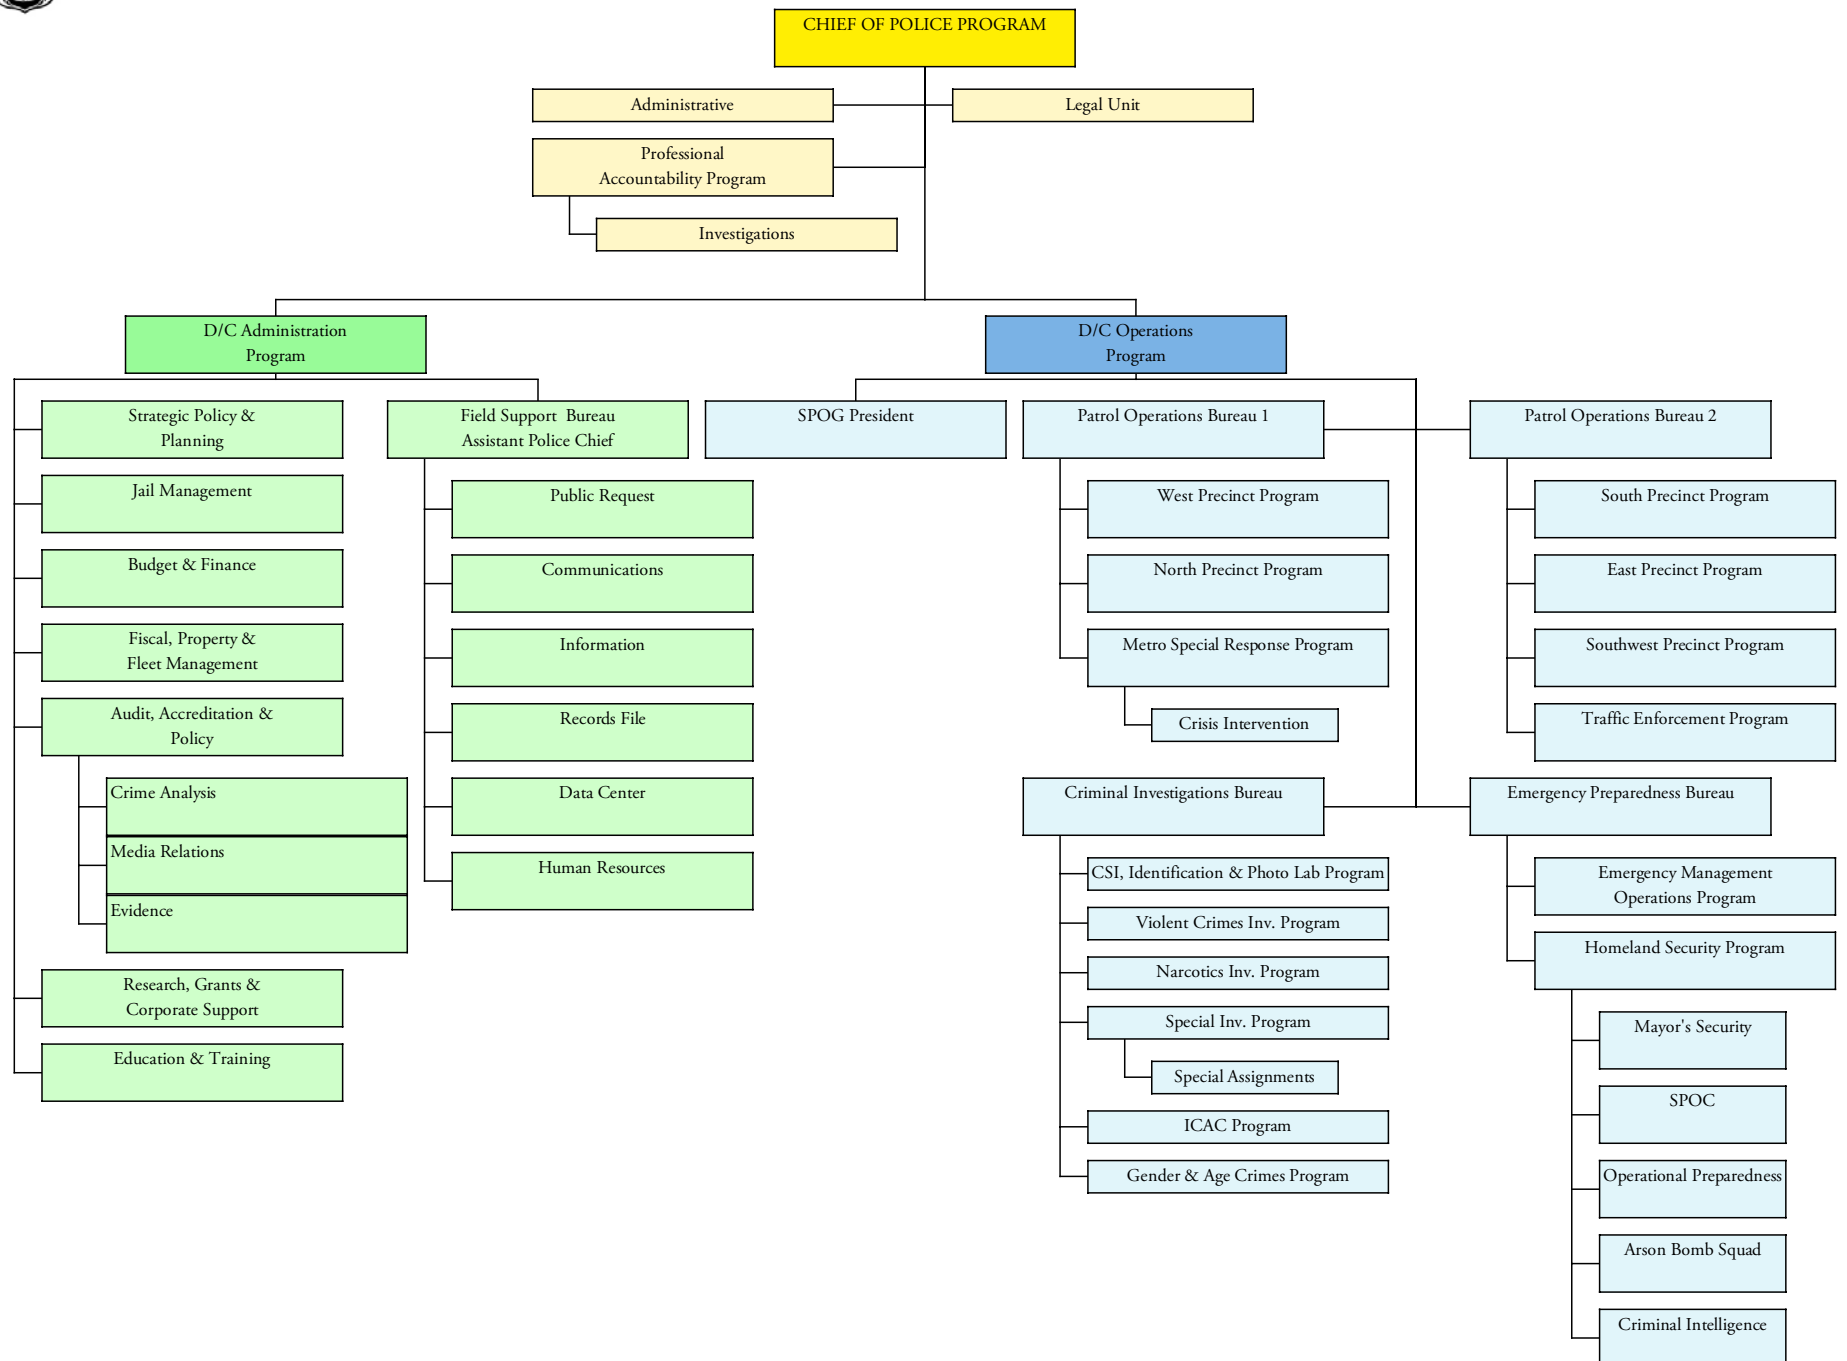 CHIEF OF POLICE PROGRAM
Administrative
Legal Unit
Professional
Accountability Program
Investigations
D/C Administration
Program
D/C Operations
Program
Strategic Policy &
Planning
Jail Management
Budget & Finance
Fiscal, Property &
Fleet Management
Audit, Accreditation &
Policy
Crime Analysis
Media Relations
Evidence
Research, Grants &
Corporate Support
Education & Training
Field Support  Bureau
Assistant Police Chief
Public Request
Communications
Information
Records File
Data Center
Human Resources
SPOG President
Patrol Operations Bureau 1
West Precinct Program
North Precinct Program
Metro Special Response Program
Crisis Intervention
Patrol Operations Bureau 2
South Precinct Program
East Precinct Program
Southwest Precinct Program
Traffic Enforcement Program
Criminal Investigations Bureau
CSI, Identification & Photo Lab Program
Violent Crimes Inv. Program
Narcotics Inv. Program
Special Inv. Program
Special Assignments
ICAC Program
Gender & Age Crimes Program
Emergency Preparedness Bureau
Emergency Management
Operations Program
Homeland Security Program
Mayor's Security
SPOC
Operational Preparedness
Arson Bomb Squad
Criminal Intelligence